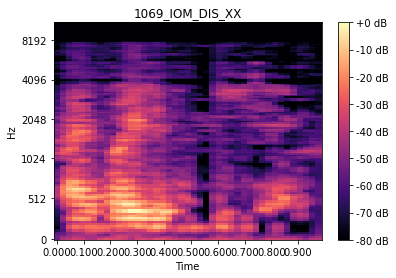 1069_IOM_DIS_XX
+0 dB
8192
-10 dB
4096
-20 dB
-30 dB
2048
Hz
-40 dB
1024
-50 dB
-60 dB
512
-70 dB
0
-80 dB
0.0000.1000.2000.3000.4000.5000.6000.7000.8000.900
Time